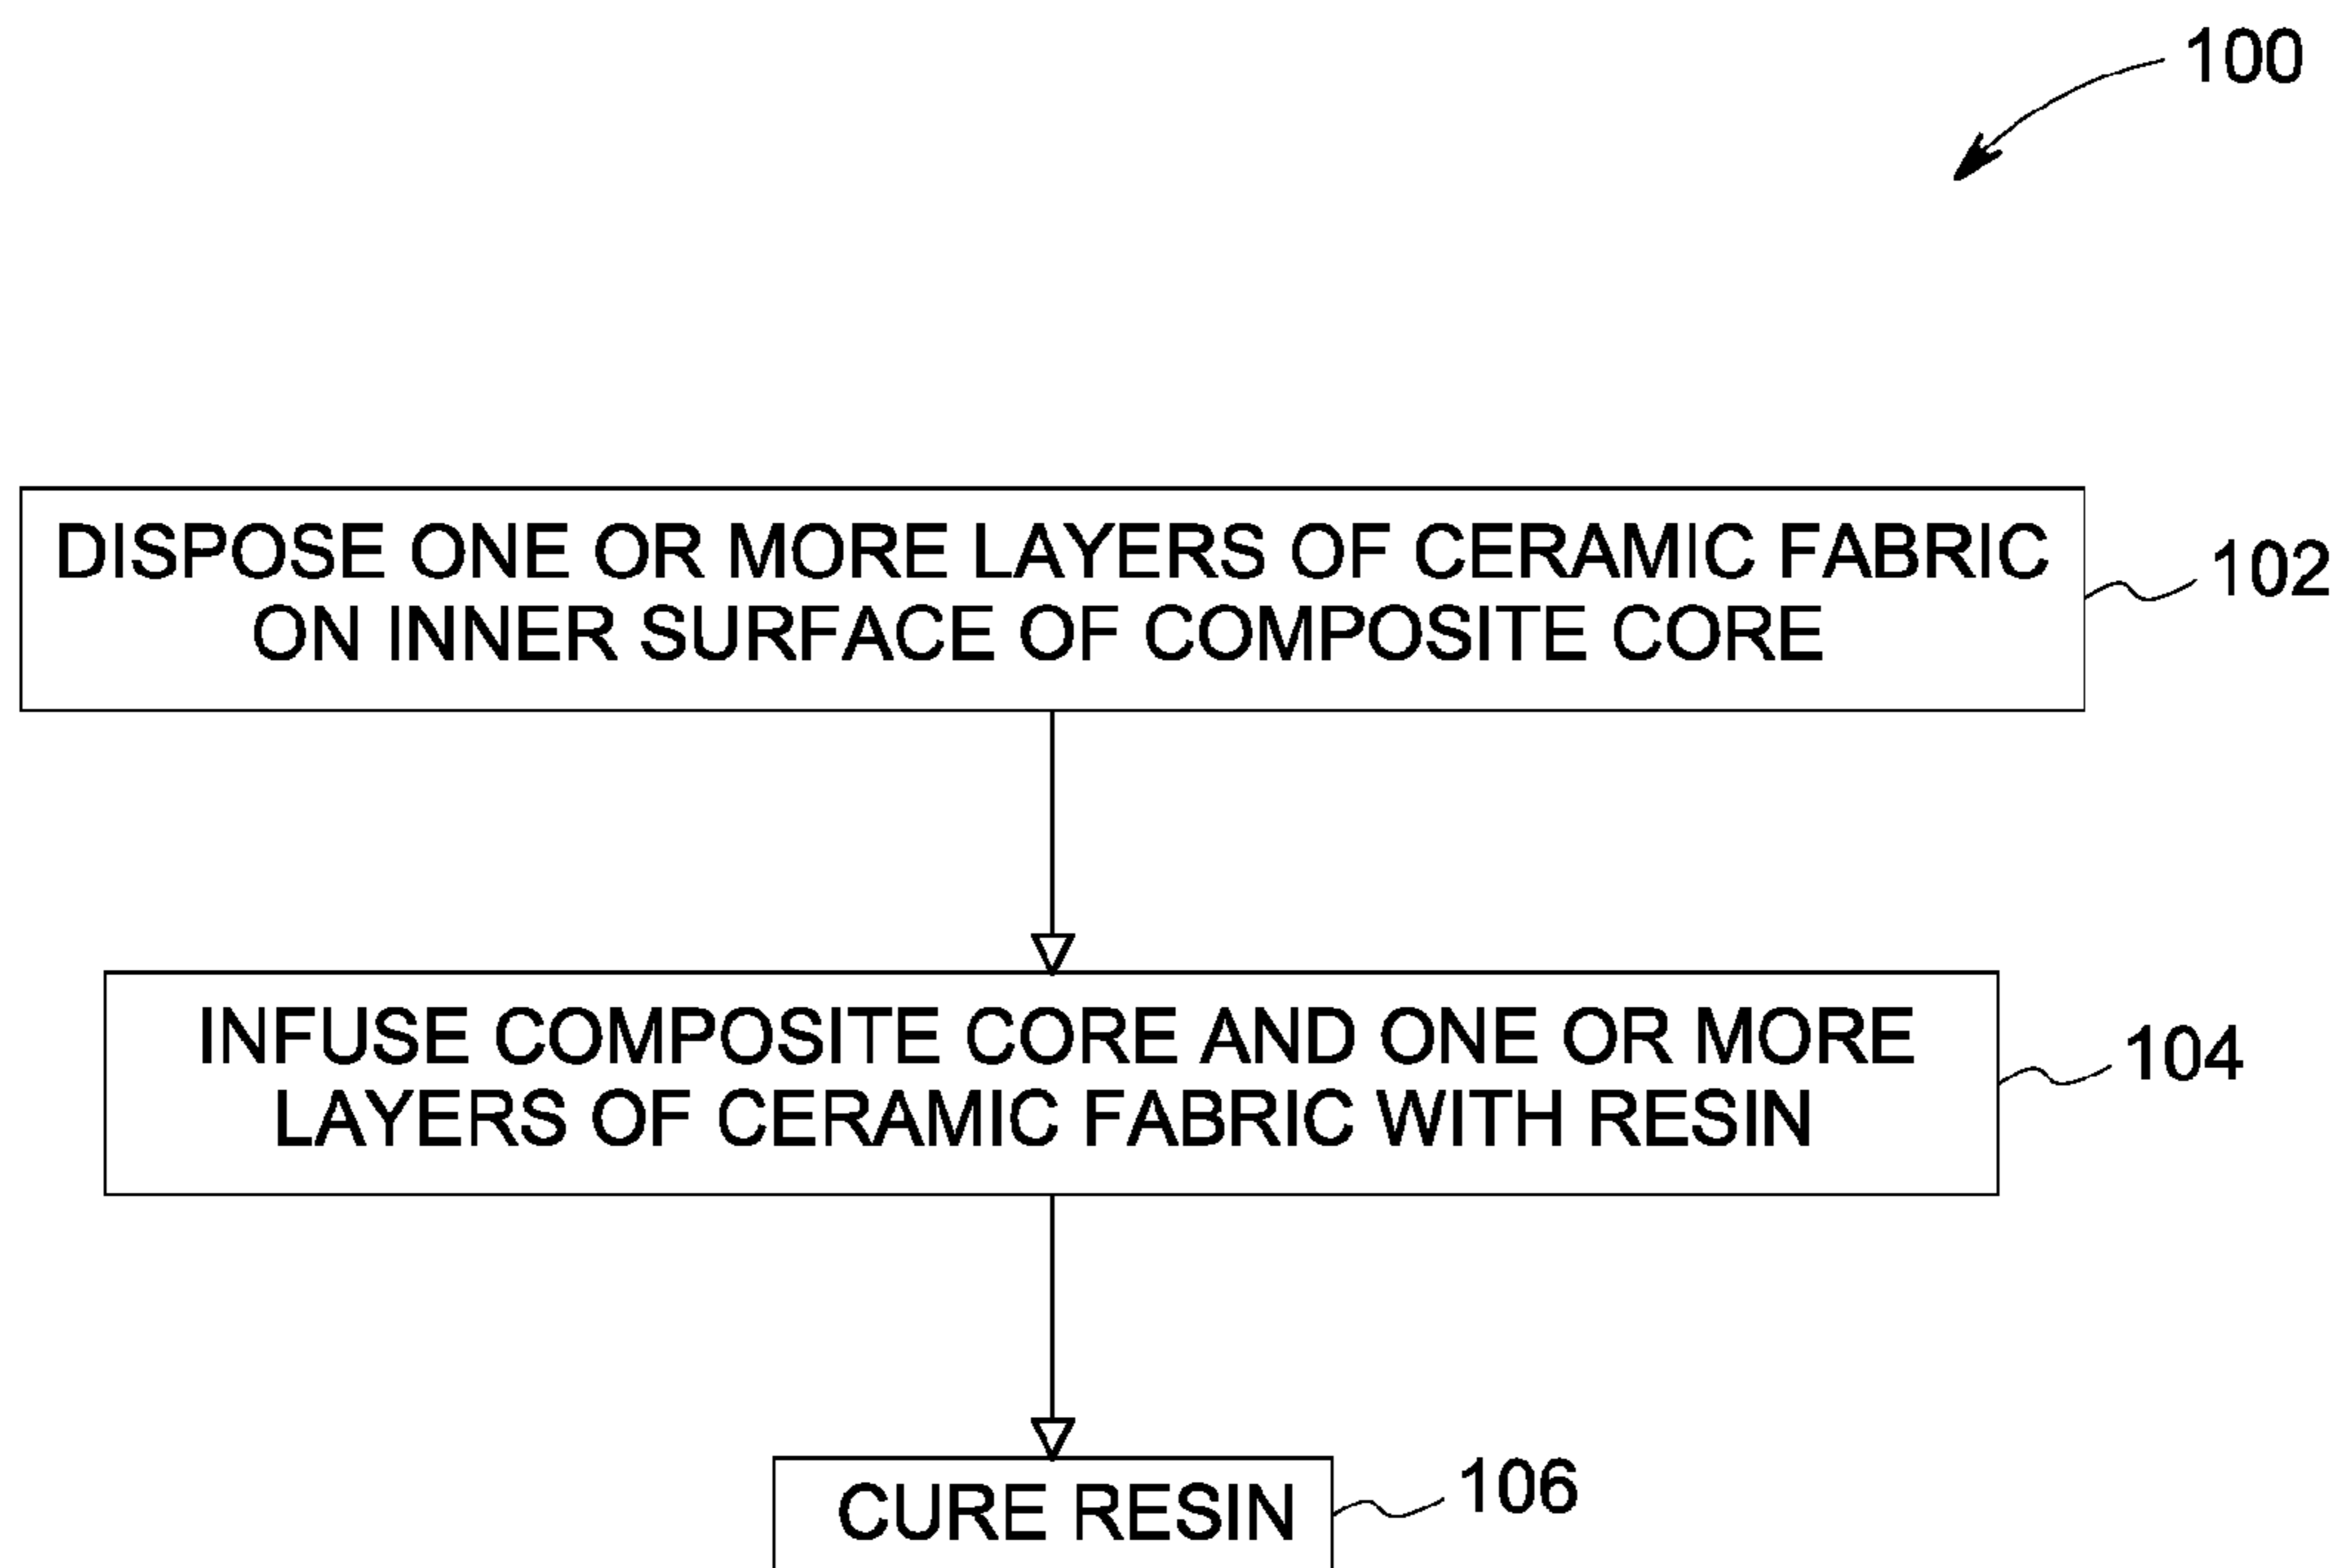 100
DISPOSE ONE OR MORE LAYERS OF CERAMIC FABRIC
ON INNER SURFACE OF COMPOSITE CORE
102
INFUSE COMPOSITE CORE AND ONE OR MORE
LAYERS OF CERAMIC FABRIC WITH RESIN
104
CURE RESIN
106